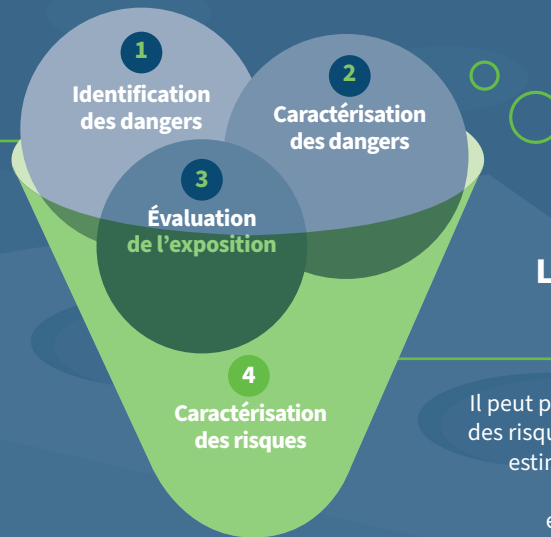 1
Identification
des dangers
2
Caractérisation
des dangers
3
Évaluation
de l'exposition
4
Caractérisation
des risques
L
Il peut p
des risqu
estir
e